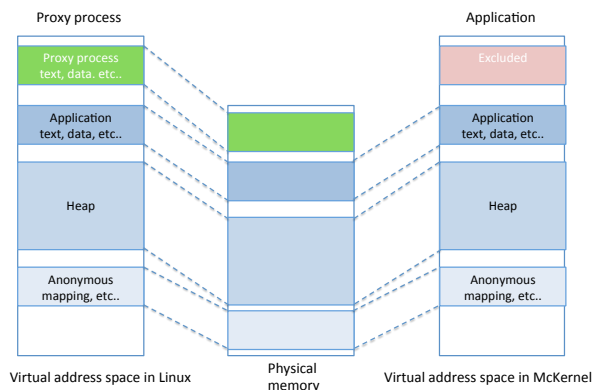 Proxy process
Application
Proxy process
text, data. etc..
Excluded
Application
text, data, etc..
Application
text, data, etc..
Heap
Heap
Anonymous
mapping, etc..
Anonymous
mapping, etc..
Virtual address space in Linux
Physical
memory
Virtual address space in McKernel